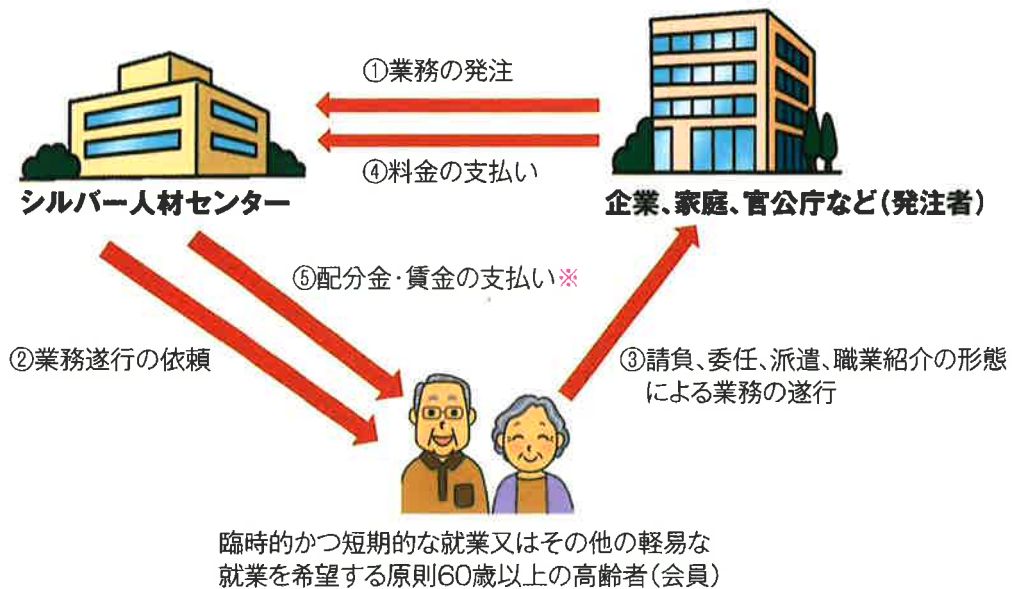 ①業務の発注
④料金の支払い
シルバー人材センター
企業、家庭、官公庁など(発注者)
⑤配分金・賃金の支払い※
②業務遂行の依頼
③請負、委任、派遣、職業紹介の形態
による業務の遂行
臨時的かつ短期的な就業又はその他の軽易な
就業を希望する原則60歳以上の高齢者(会員)